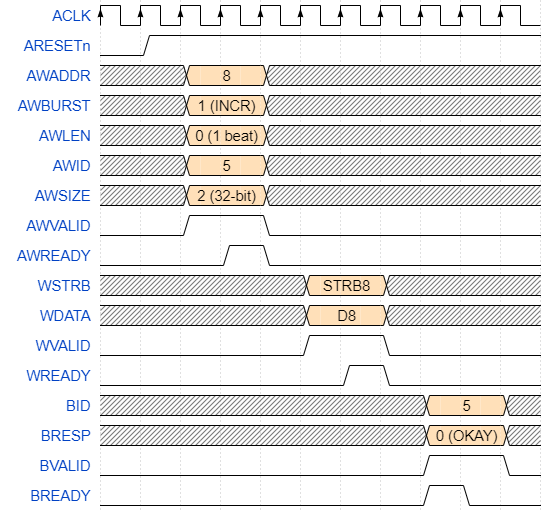 ACLK
ARESETn
AWADDR 8
AWBURST 1 (INCR)
AWLEN 0 (1 beat)
AWID 5
AWSIZE 2 (32-bit)
AWVALID
AWREADY
WSTRB STRB8
WDATA D8
WVALID
WREADY
BID 5
BRESP 0 (OKAY)
BVALID
BREADY